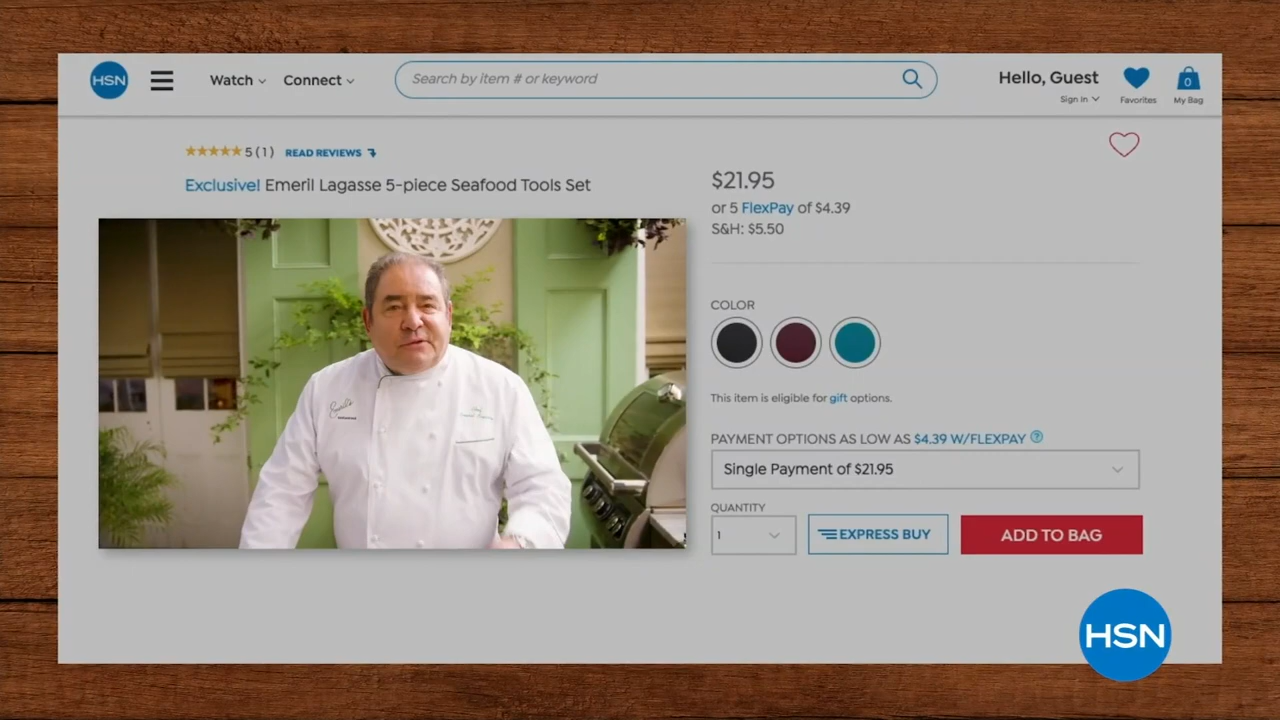 HSN
Watch
Connect
Search by item # or keyword
Hello, Guest
Sign in
Favorites
0
My Bag
5 (1) READ REVIEWS
Exclusive! Emeril Lagasse 5-piece Seafood Tools Set
$21.95
or 5 FlexPay of $4.39
S&H: $5.50
Emeril's
COLOR
This item is eligible for gift options.
PAYMENT OPTIONS AS LOW AS $4.39 W/FLEXPAY ?
Single Payment of $21.95
QUANTITY
1
EXPRESS BUY
ADD TO BAG
HSN